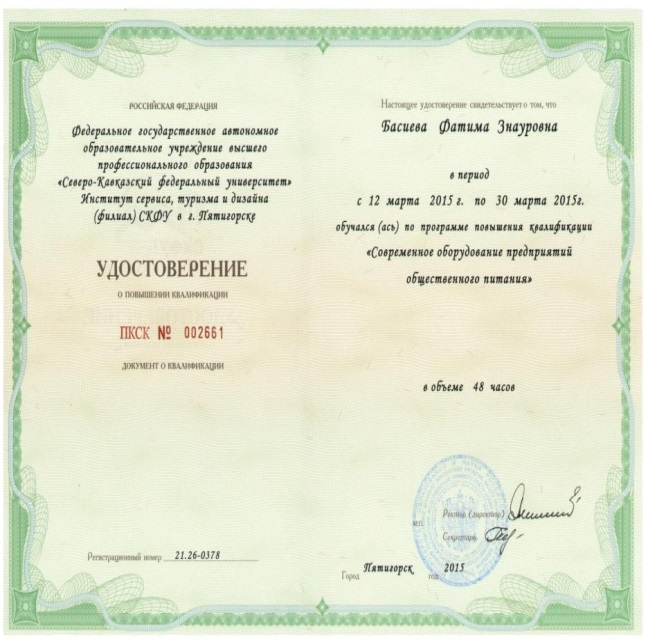 РОССИЙСКАЯ ФЕДЕРАЦИЯ
Федеральное государственное автономное
образовательное учреждение высшего
профессионального образования
«Северо-Кавказский федеральный университет»
Институт сервиса, туризма и дизайна
(филиал) СКФУ в г. Пятигорске
УДОСТОВЕРЕНИЕ
О ПОВЫШЕНИИ КВАЛИФИКАЦИИ
ПКСК № 002661
ДОКУМЕНТ О КВАЛИФИКАЦИИ
Регистрационный номер 21.26-0378
Настоящее удостоверение свидетельствует о том, что
Басиева Фатима Знауровна
в период
с 12 марта 2015 г. по 30 марта 2015г.
обучался (ась) по программе повышения квалификации
«Современное оборудование предприятий
общественного питания»
в объеме 48 часов
М.П.
Ректор (директор)
Секретарь
Город Пятигорск год 2015